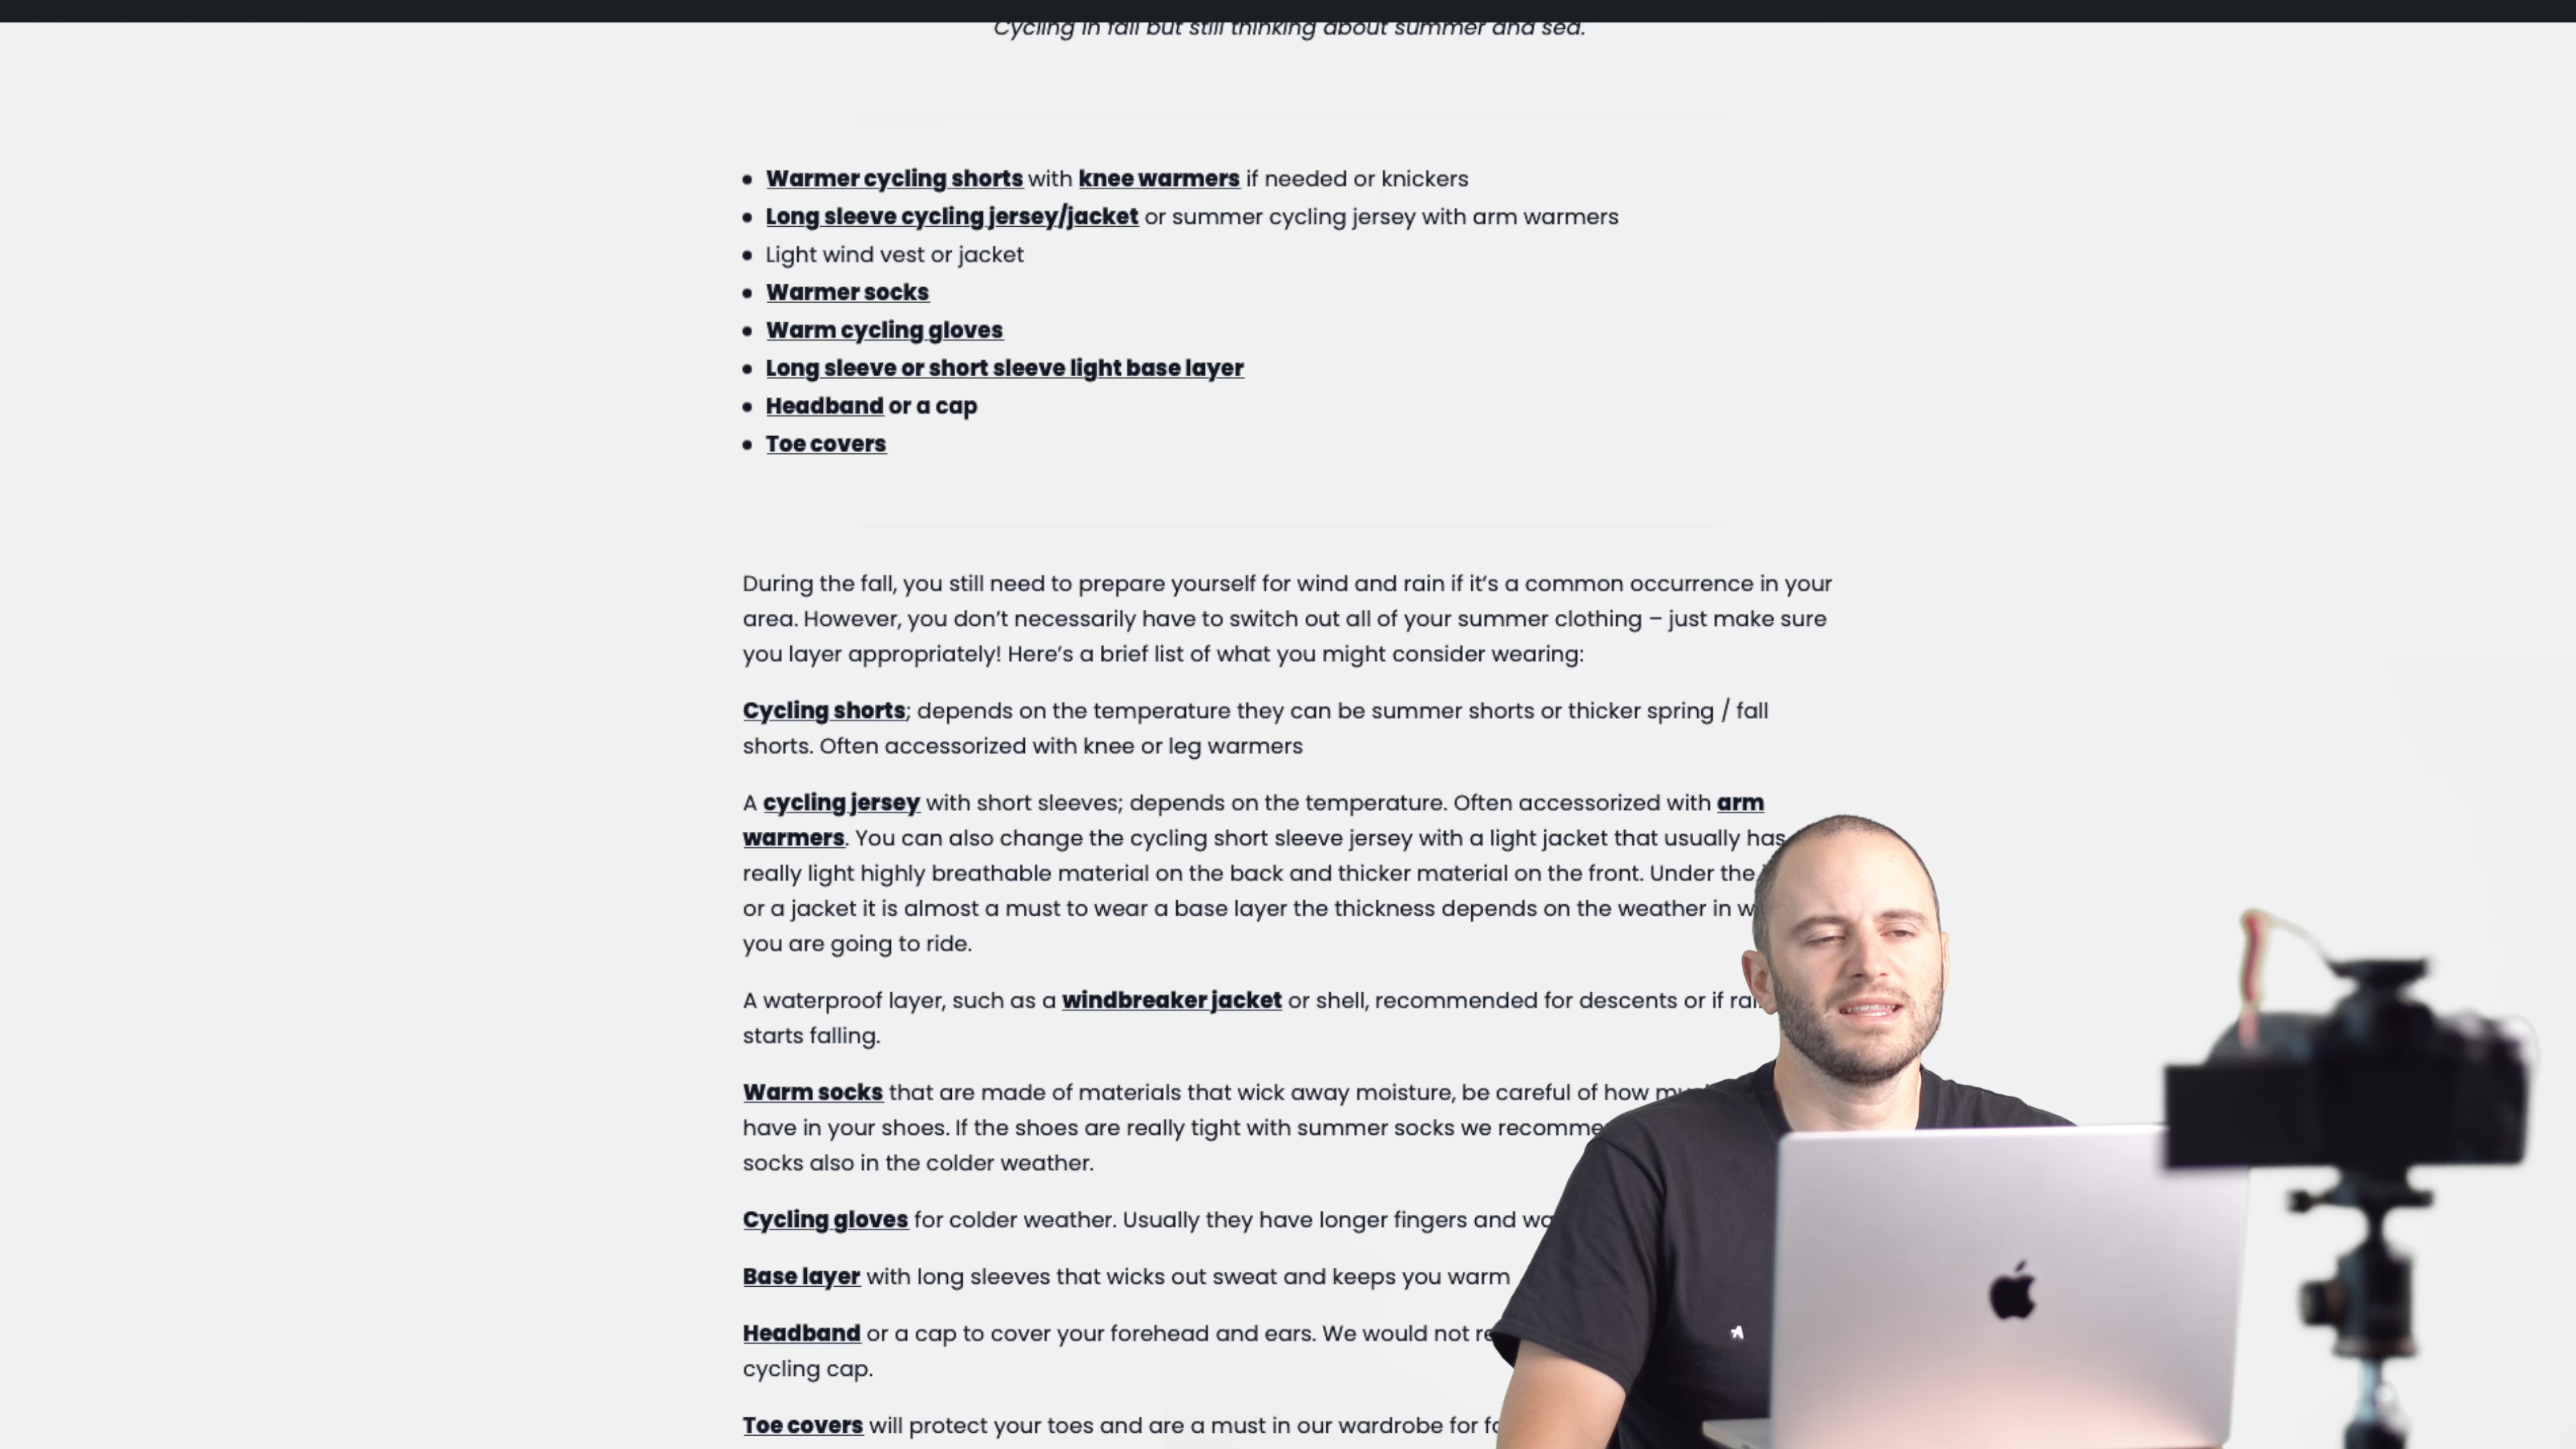 Cycling in fall but still thinking about summer and sea.
• Warmer cycling shorts with knee warmers if needed or knickers
• Long sleeve cycling jersey/jacket or summer cycling jersey with arm warmers
• Light wind vest or jacket
• Warmer socks
• Warm cycling gloves
• Long sleeve or short sleeve light base layer
• Headband or a cap
• Toe covers
During the fall, you still need to prepare yourself for wind and rain if it’s a common occurrence in your
area. However, you don’t necessarily have to switch out all of your summer clothing – just make sure
you layer appropriately! Here’s a brief list of what you might consider wearing:
Cycling shorts; depends on the temperature they can be summer shorts or thicker spring / fall
shorts. Often accessorized with knee or leg warmers
A cycling jersey with short sleeves; depends on the temperature. Often accessorized with arm
warmers. You can also change the cycling short sleeve jersey with a light jacket that usually has
really light highly breathable material on the back and thicker material on the front. Under the
or a jacket it is almost a must to wear a base layer the thickness depends on the weather in
you are going to ride.
A waterproof layer, such as a windbreaker jacket or shell, recommended for descents or if
starts falling.
Warm socks that are made of materials that wick away moisture, be careful of how
have in your shoes. If the shoes are really tight with summer socks we
socks also in the colder weather.
Cycling gloves for colder weather. Usually they have longer fingers and
Base layer with long sleeves that wicks out sweat and keeps you warm
Headband or a cap to cover your forehead and ears. We would not
cycling cap.
Toe covers will protect your toes and are a must in our wardrobe for